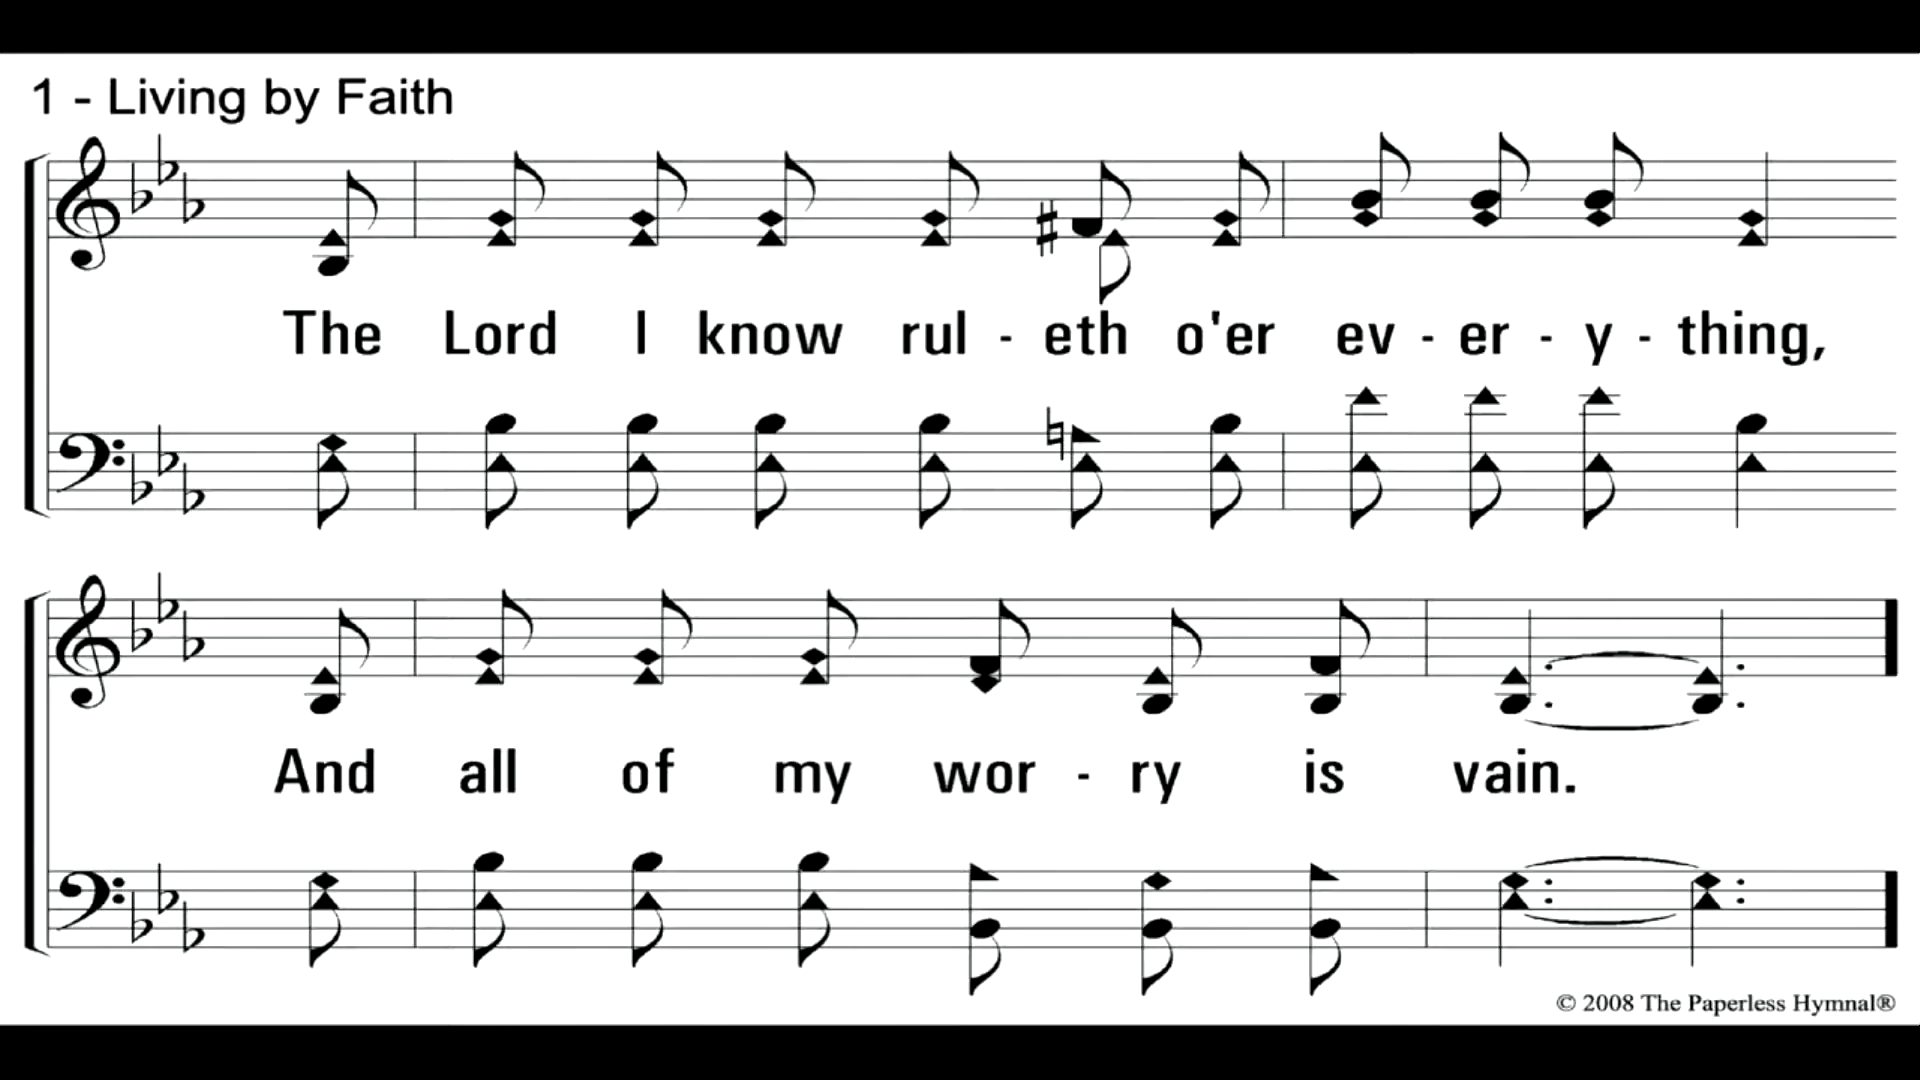 1 - Living by Faith
The Lord I know rul - eth o'er ev - er - y - thing,
And all of my wor - ry is vain.
© 2008 The Paperless Hymnal®